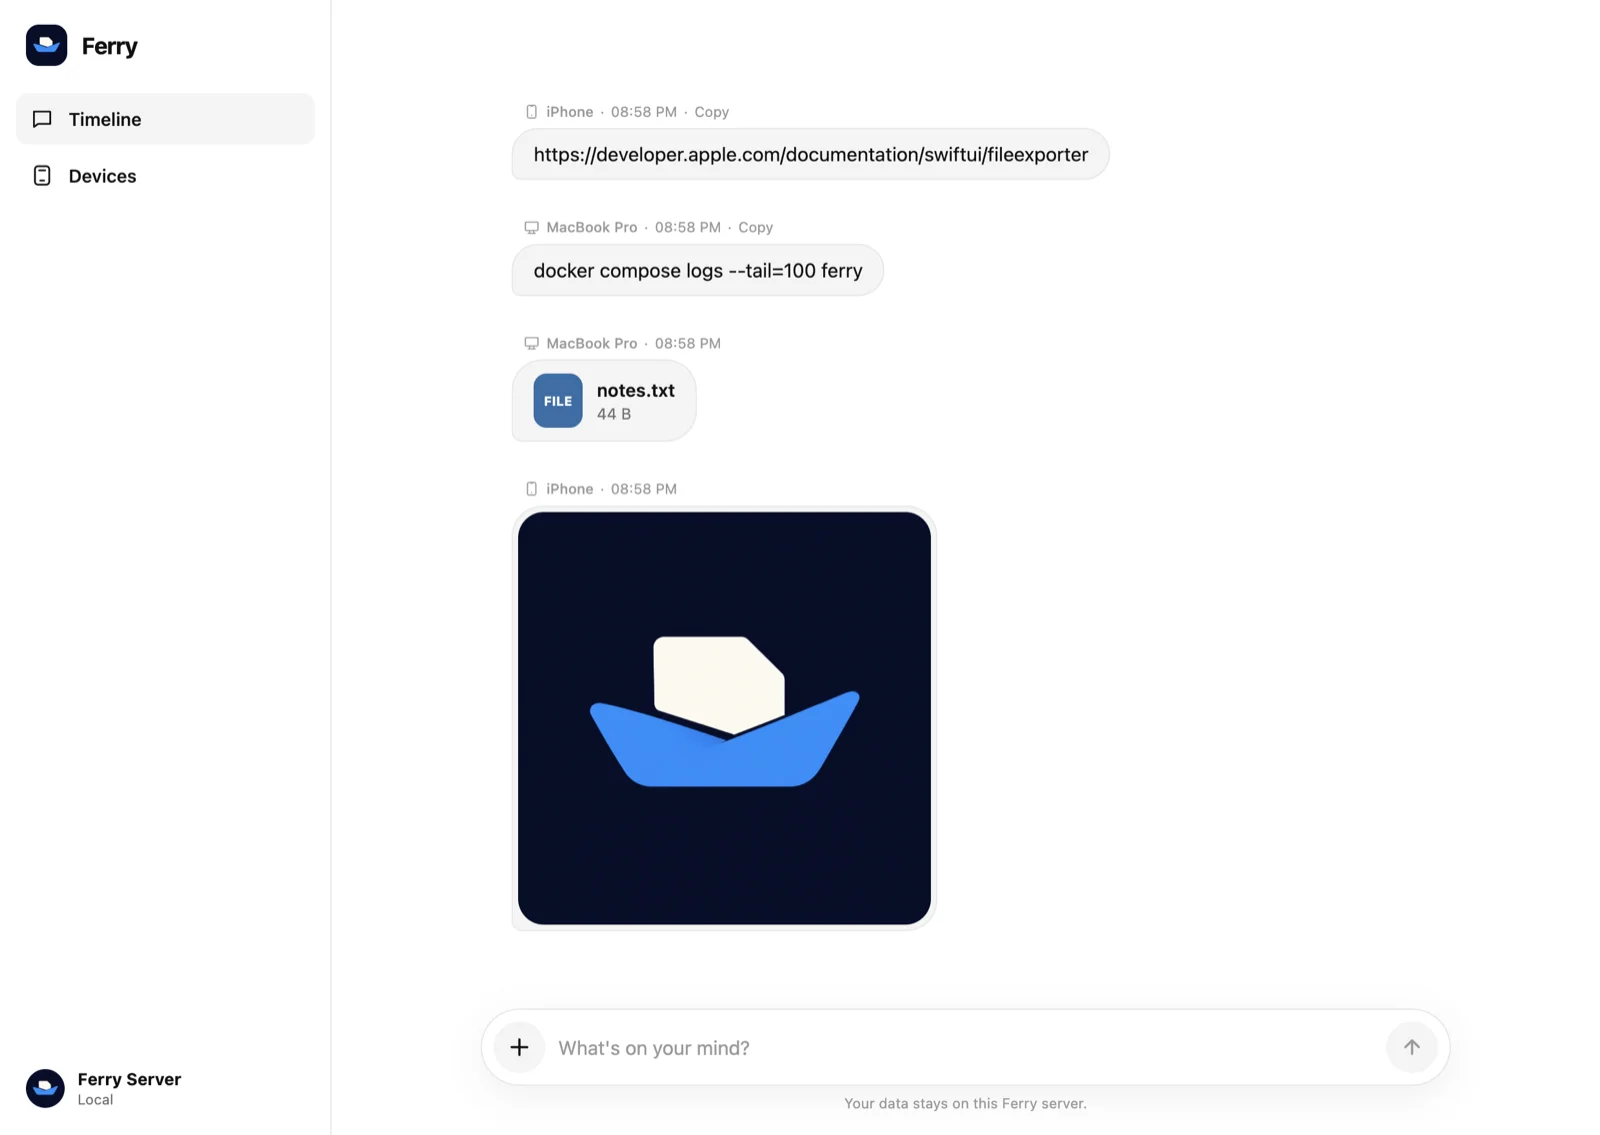 Ferry
Timeline
Devices
iPhone · 08:58 PM · Copy
https://developer.apple.com/documentation/swiftui/fileexporter
MacBook Pro · 08:58 PM · Copy
docker compose logs --tail=100 ferry
MacBook Pro · 08:58 PM
FILE
notes.txt
44 B
iPhone · 08:58 PM
What's on your mind?
Your data stays on this Ferry server.
Ferry Server
Local